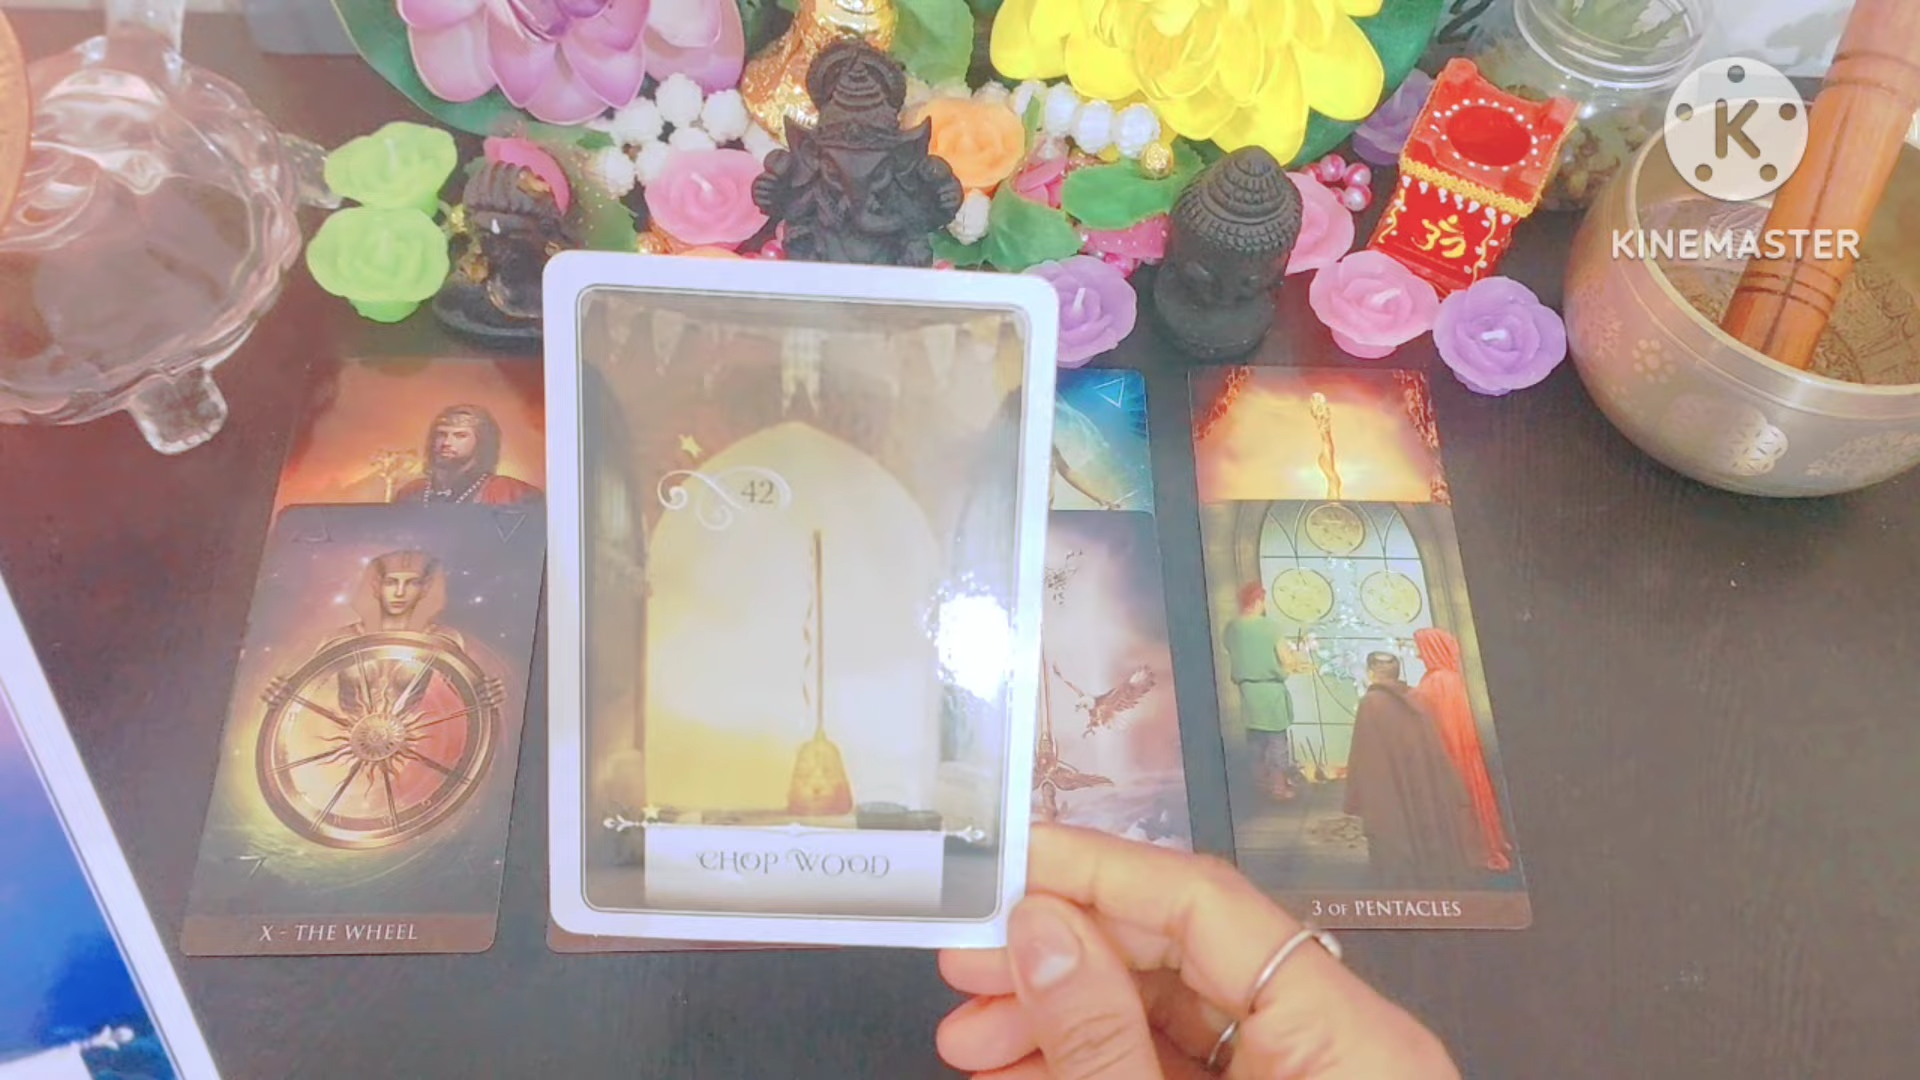 K
KINEMASTER
ॐ
42
CHOP WOOD
X - THE WHEEL
3 OF PENTACLES